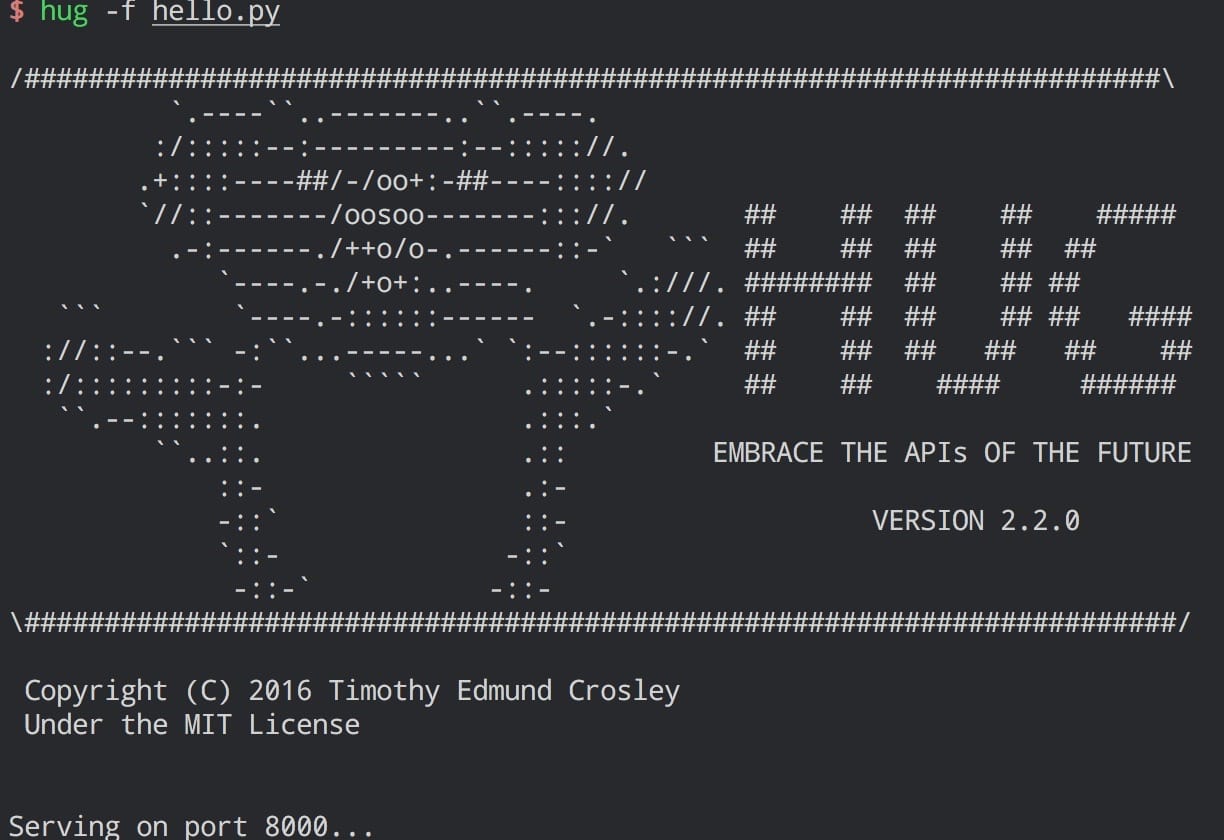 $ hug -f hello.py
/#######################################################################\
          `.----``..-------..``.----.
         :/:::::--:---------:--::::://.
        .+::::----##/-/oo+:-##----:::://
        `//::-------/oosoo-------::://.       ##    ##  ##    ##    #####
          .-:------./++o/o-.------::-`   ```  ##    ##  ##    ##  ##
             `----.-./+o+:..----.     `.:///. ########  ##    ## ##
   ```        `----.-::::::------  `.-:::://. ##    ##  ##    ## ##   ####
  ://::--.``` -:``...-----...` `:--::::::-.`  ##    ##  ##   ##   ##    ##
  :/:::::::::-:-     `````      .:::::-.`     ##    ##    ####     ######
   ``.--:::::::.                .:::.`
         ``..::.                .::         EMBRACE THE APIs OF THE FUTURE
             ::-                .:-
             -::`               ::-                   VERSION 2.2.0
             `::-              -::`
              -::-`           -::-
\########################################################################/
Copyright (C) 2016 Timothy Edmund Crosley
Under the MIT License
Serving on port 8000...